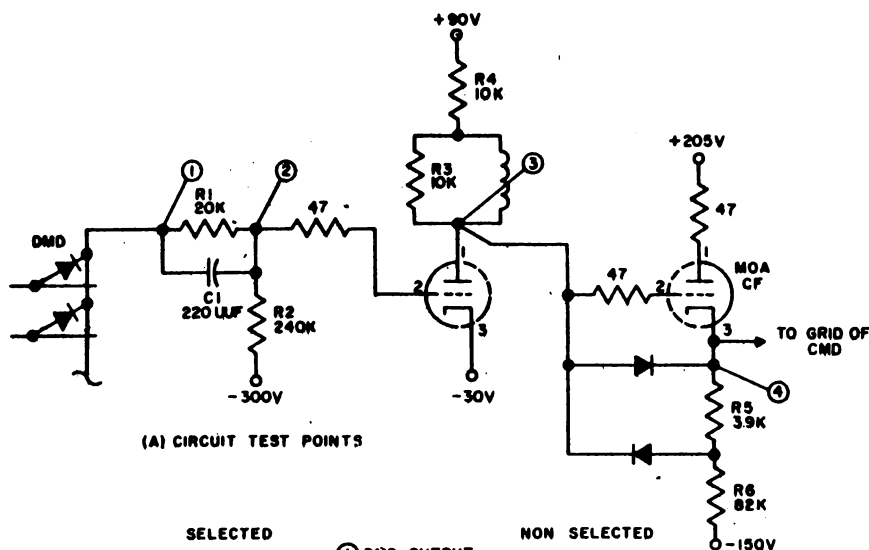 +90V
R4
10K
+205V
R3
10K
③
①
②
R1
20K
47
47
DMD
C1
220 UUF
R2
240K
1
2
3
47
1
2
3
MOA
CF
TO GRID OF
CMD
④
-300V
-30V
R5
3.9K
(A) CIRCUIT TEST POINTS
R6
82K
SELECTED
NON SELECTED
-150V